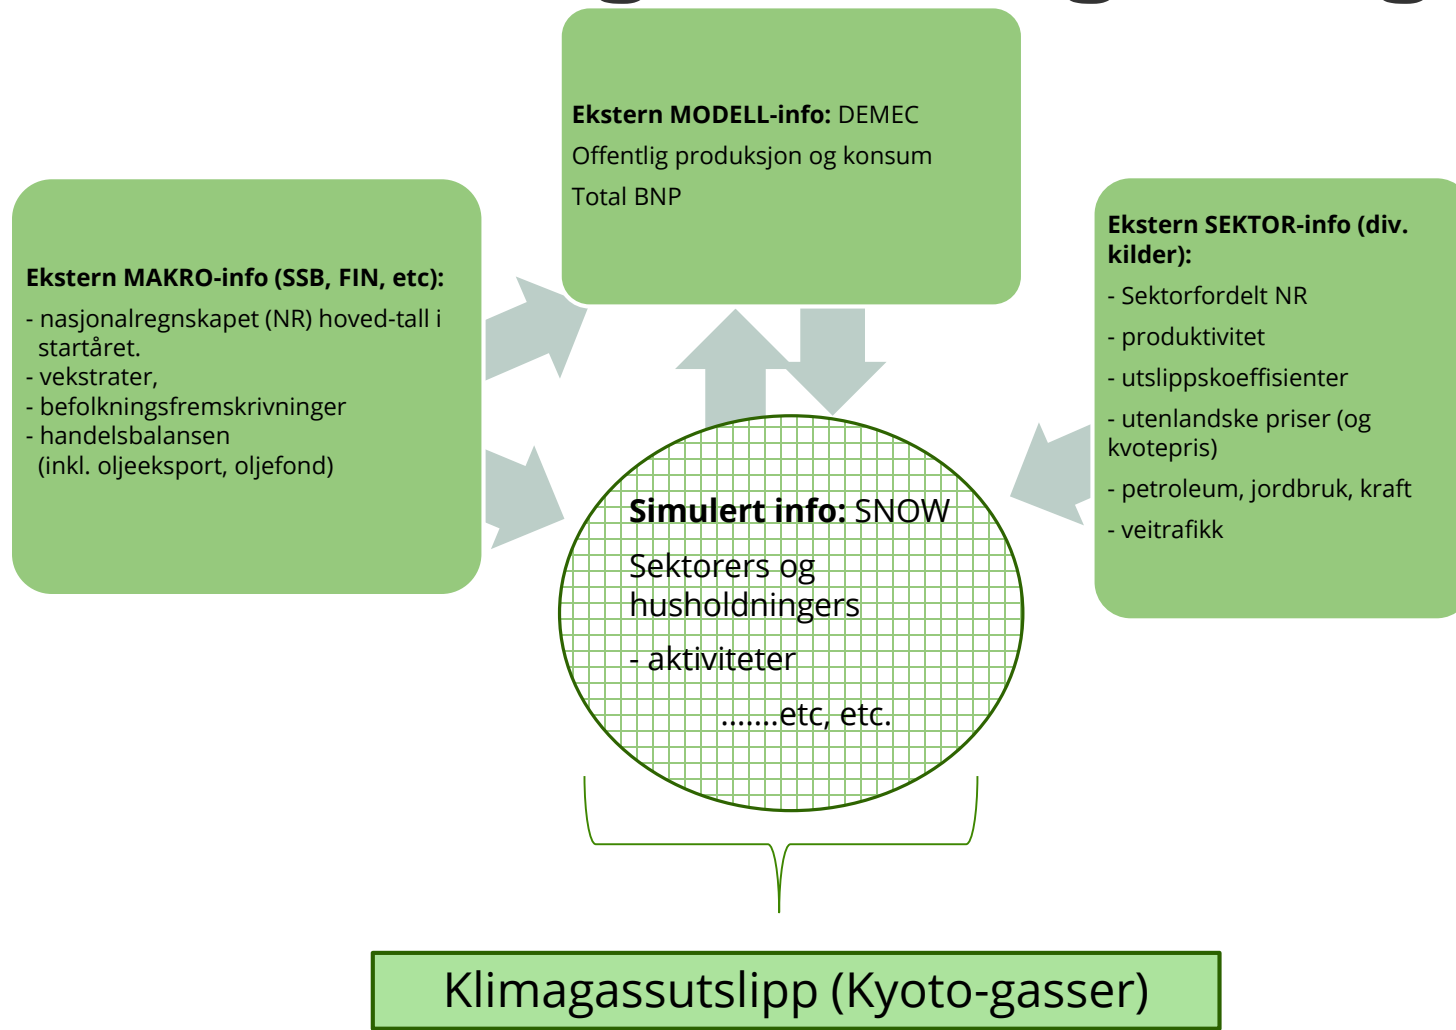 Ekstern MODELL-info: DEMEC
Offentlig produksjon og konsum
Total BNP
Ekstern MAKRO-info (SSB, FIN, etc):
- nasjonalregnskapet (NR) hoved-tall i
startåret.
- vekstrater,
- befolkningsfremskrivninger
- handelsbalansen
(inkl. oljeeksport, oljefond)
Ekstern SEKTOR-info (div.
kilder):
- Sektorfordelt NR
- produktivitet
- utslippskoeffisienter
- utenlandske priser (og
kvotepris)
- petroleum, jordbruk, kraft
- veitrafikk
Simulert info: SNOW
Sektorers og
husholdningers
- aktiviteter
.......etc, etc.
Klimagassutslipp (Kyoto-gasser)